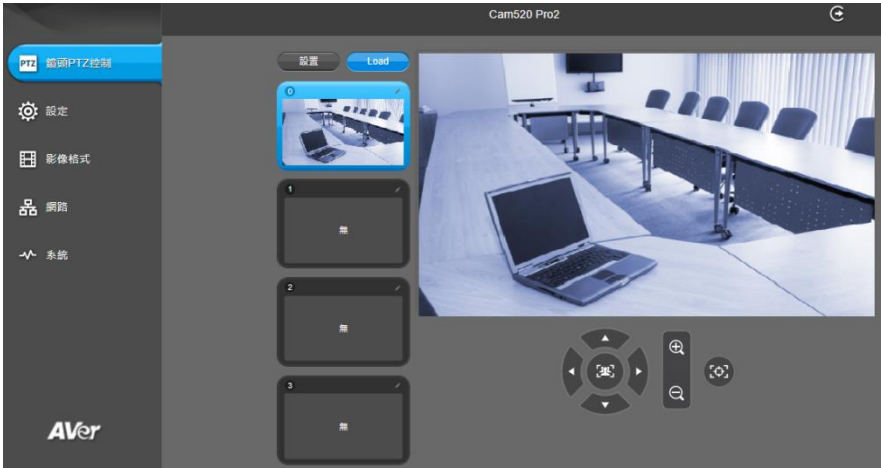 Cam520 Pro2
PTZ 鏡頭PTZ控制
設定
影像格式
網路
系統
AVer
設置 Load
0
1
無
2
無
3
無